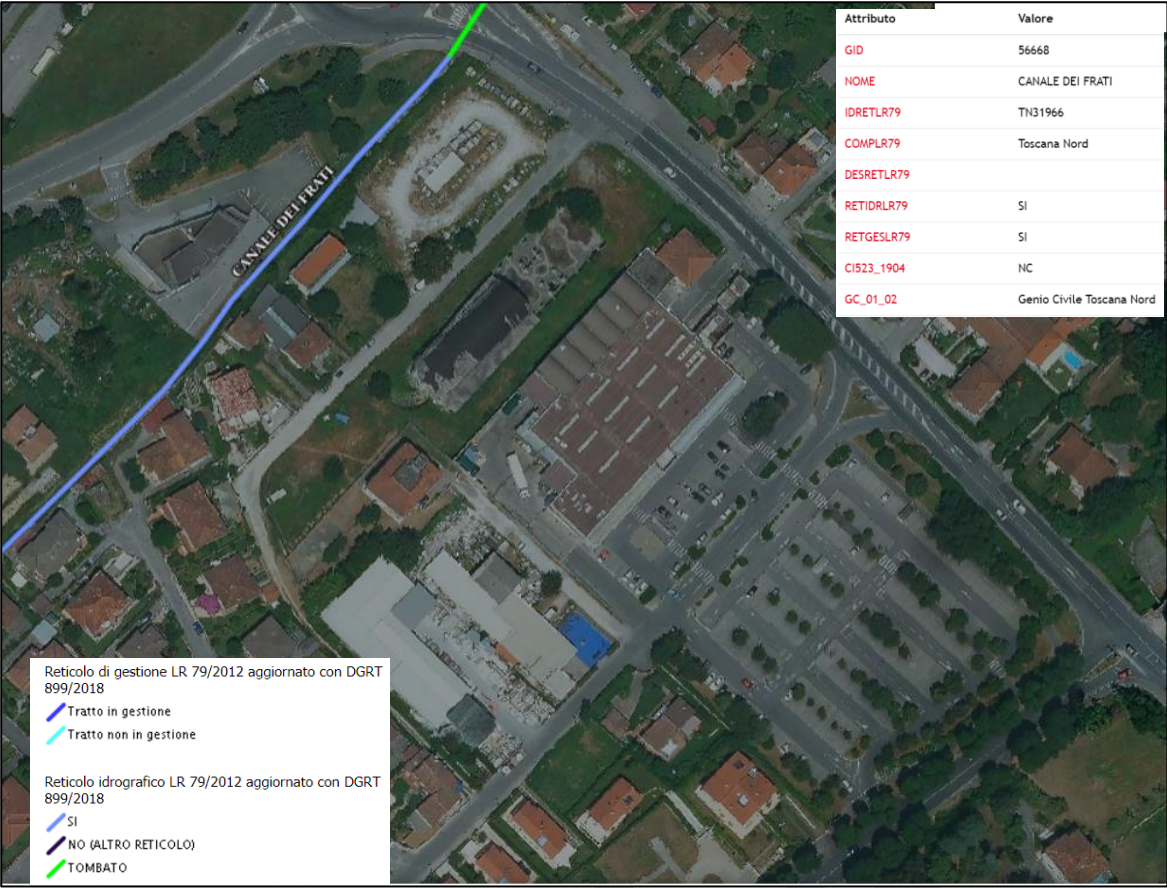 Attributo Valore
GID 56668
NOME CANALE DEI FRATI
IDRETLR79 TN31966
COMPLR79 Toscana Nord
DESRETLR79
RETIDRLR79 SI
RETGESLR79 SI
CI523_1904 NC
GC_01_02 Genio Civile Toscana Nord
CANALE DEI FRATI
Reticolo di gestione LR 79/2012 aggiornato con DGRT
899/2018
Tratto in gestione
Tratto non in gestione
Reticolo idrografico LR 79/2012 aggiornato con DGRT
899/2018
SI
NO (ALTRO RETICOLO)
TOMBATO